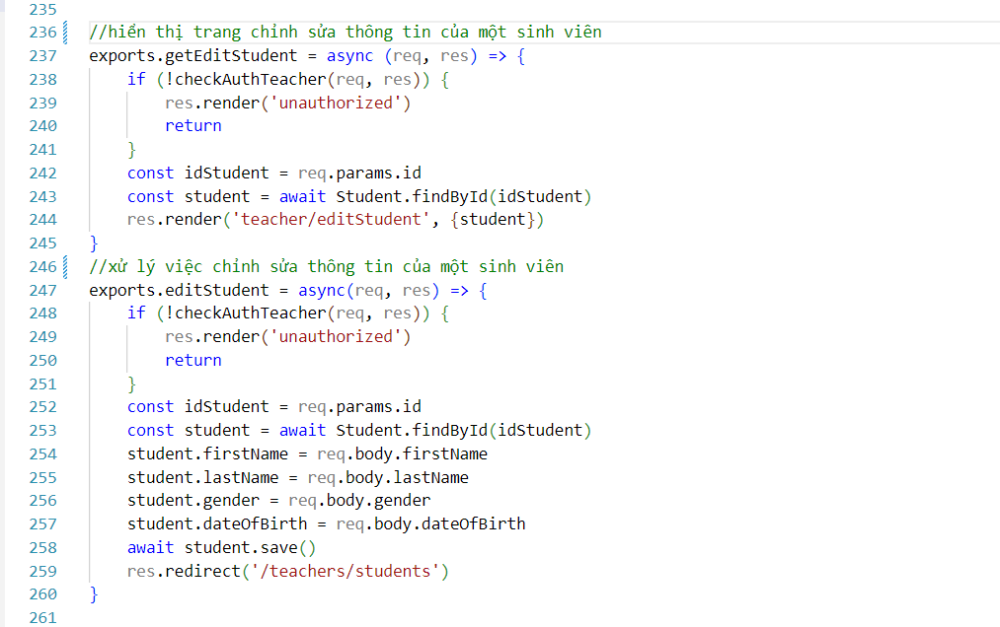 235
236 //hiển thị trang chỉnh sửa thông tin của một sinh viên
237 exports.getEditStudent = async (req, res) => {
238     if (!checkAuthTeacher(req, res)) {
239         res.render('unauthorized')
240         return
241     }
242     const idStudent = req.params.id
243     const student = await Student.findById(idStudent)
244     res.render('teacher/editStudent', {student})
245 }
246 //xử lý việc chỉnh sửa thông tin của một sinh viên
247 exports.editStudent = async(req, res) => {
248     if (!checkAuthTeacher(req, res)) {
249         res.render('unauthorized')
250         return
251     }
252     const idStudent = req.params.id
253     const student = await Student.findById(idStudent)
254     student.firstName = req.body.firstName
255     student.lastName = req.body.lastName
256     student.gender = req.body.gender
257     student.dateOfBirth = req.body.dateOfBirth
258     await student.save()
259     res.redirect('/teachers/students')
260 }
261